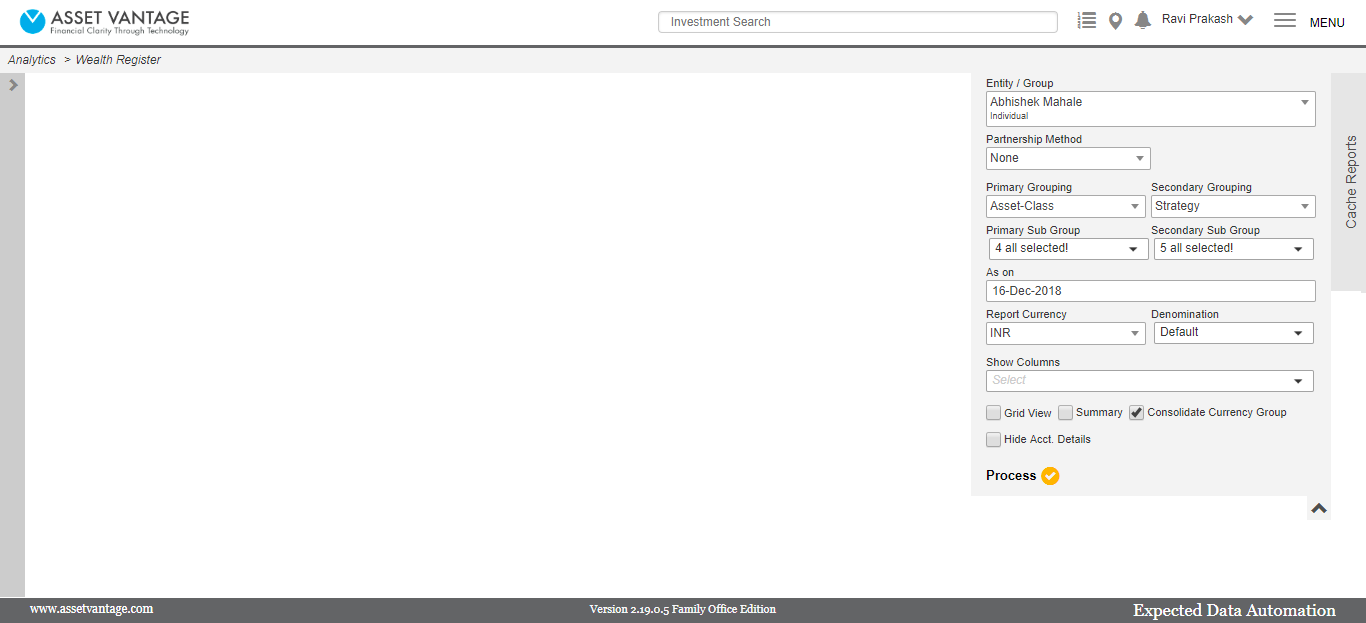 ASSET VANTAGE
Financial Clarity Through Technology
Investment Search
Ravi Prakash
MENU
Analytics > Wealth Register
Entity / Group
Abhishek Mahale
Individual
Partnership Method
None
Primary Grouping Secondary Grouping
Asset-Class Strategy
Primary Sub Group Secondary Sub Group
4 all selected! 5 all selected!
As on
16-Dec-2018
Report Currency Denomination
INR Default
Show Columns
Select
Grid View Summary Consolidate Currency Group
Hide Acct. Details
Process
Cache Reports
www.assetvantage.com Version 2.19.0.5 Family Office Edition Expected Data Automation